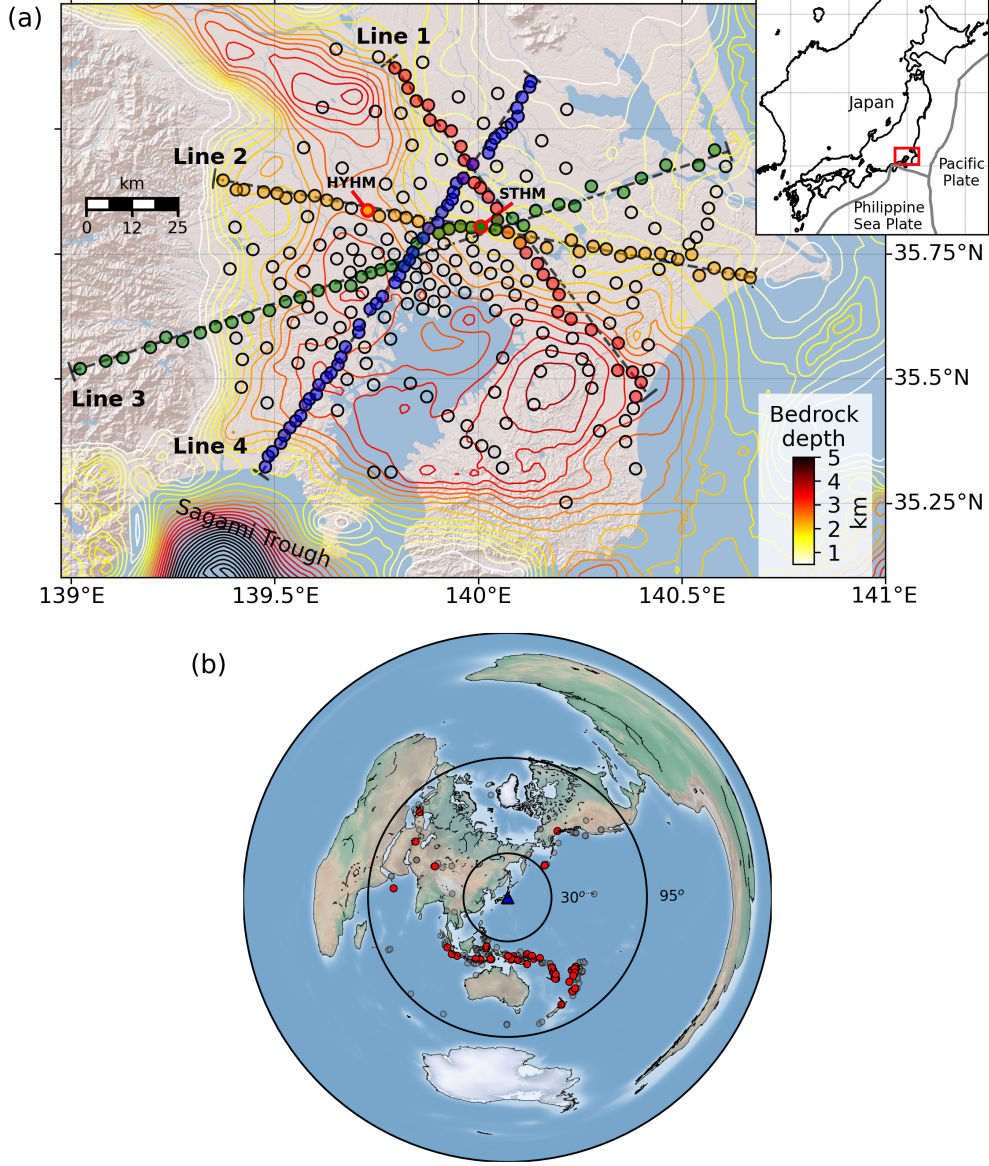 (a)
Line 1
Line 2
km
0 12 25
HYHM
STHM
Line 3
Line 4
Sagami Trough
Japan
Pacific
Plate
Philippine
Sea Plate
35.75°N
35.5°N
35.25°N
Bedrock
depth
5
4
3
2
1
km
139°E
139.5°E
140°E
140.5°E
141°E
(b)
30°
95°